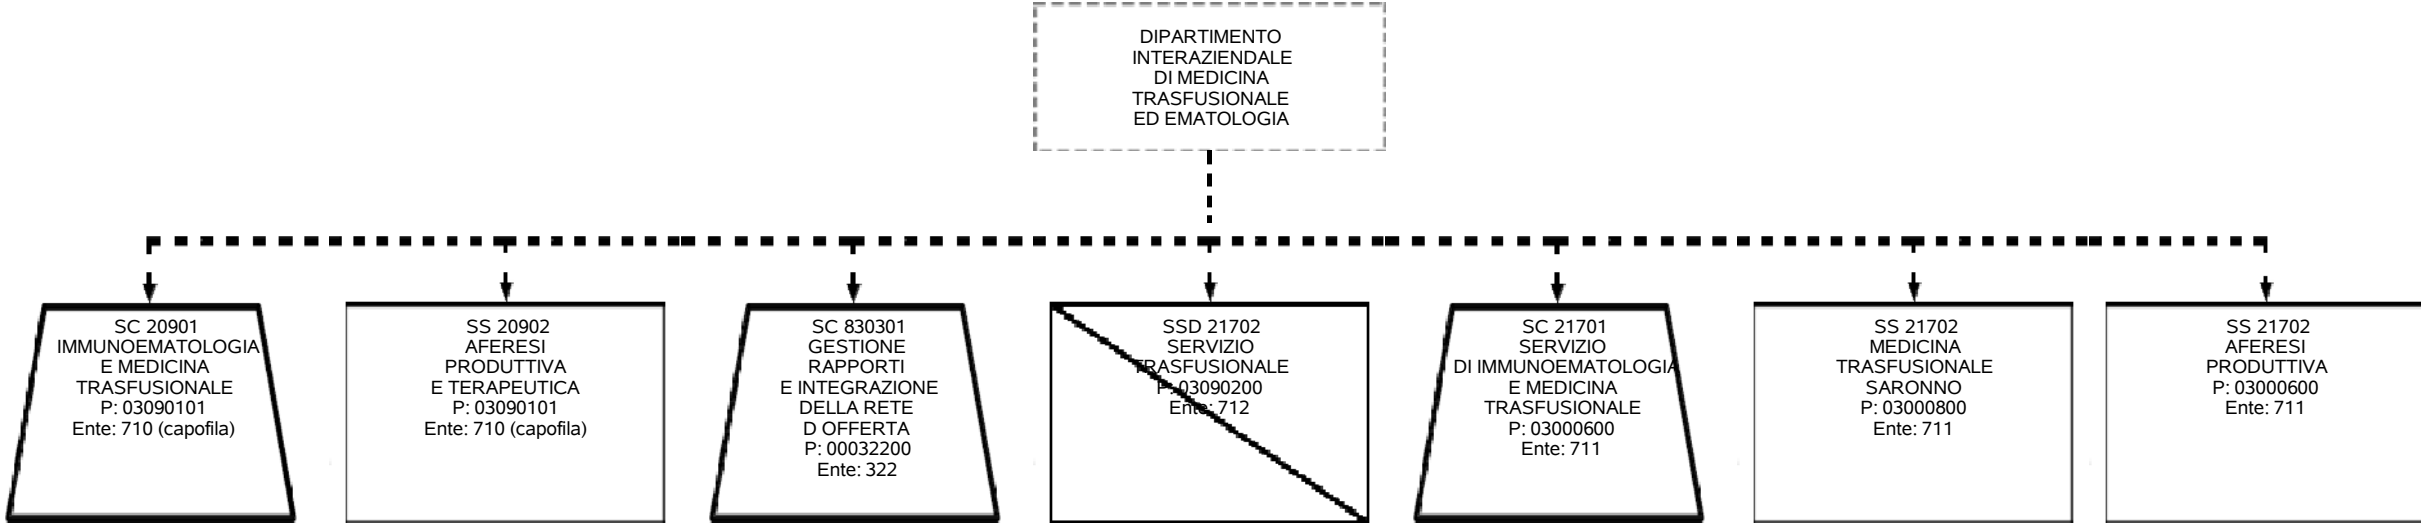 DIPARTIMENTO
INTERAZIENDALE
DI MEDICINA
TRASFUSIONALE
ED EMATOLOGIA
SC 20901
IMMUNOEMATOLOGIA
E MEDICINA
TRASFUSIONALE
P: 03090101
Ente: 710 (capofila)
SS 20902
AFERESI
PRODUTTIVA
E TERAPEUTICA
P: 03090101
Ente: 710 (capofila)
SC 830301
GESTIONE
RAPPORTI
E INTEGRAZIONE
DELLA RETE
D OFFERTA
P: 00032200
Ente: 322
SSD 21702
SERVIZIO
TRASFUSIONALE
P: 03090200
Ente: 712
SC 21701
SERVIZIO
DI IMMUNOEMATOLOGIA
E MEDICINA
TRASFUSIONALE
P: 03000600
Ente: 711
SS 21702
MEDICINA
TRASFUSIONALE
SARONNO
P: 03000800
Ente: 711
SS 21702
AFERESI
PRODUTTIVA
P: 03000600
Ente: 711